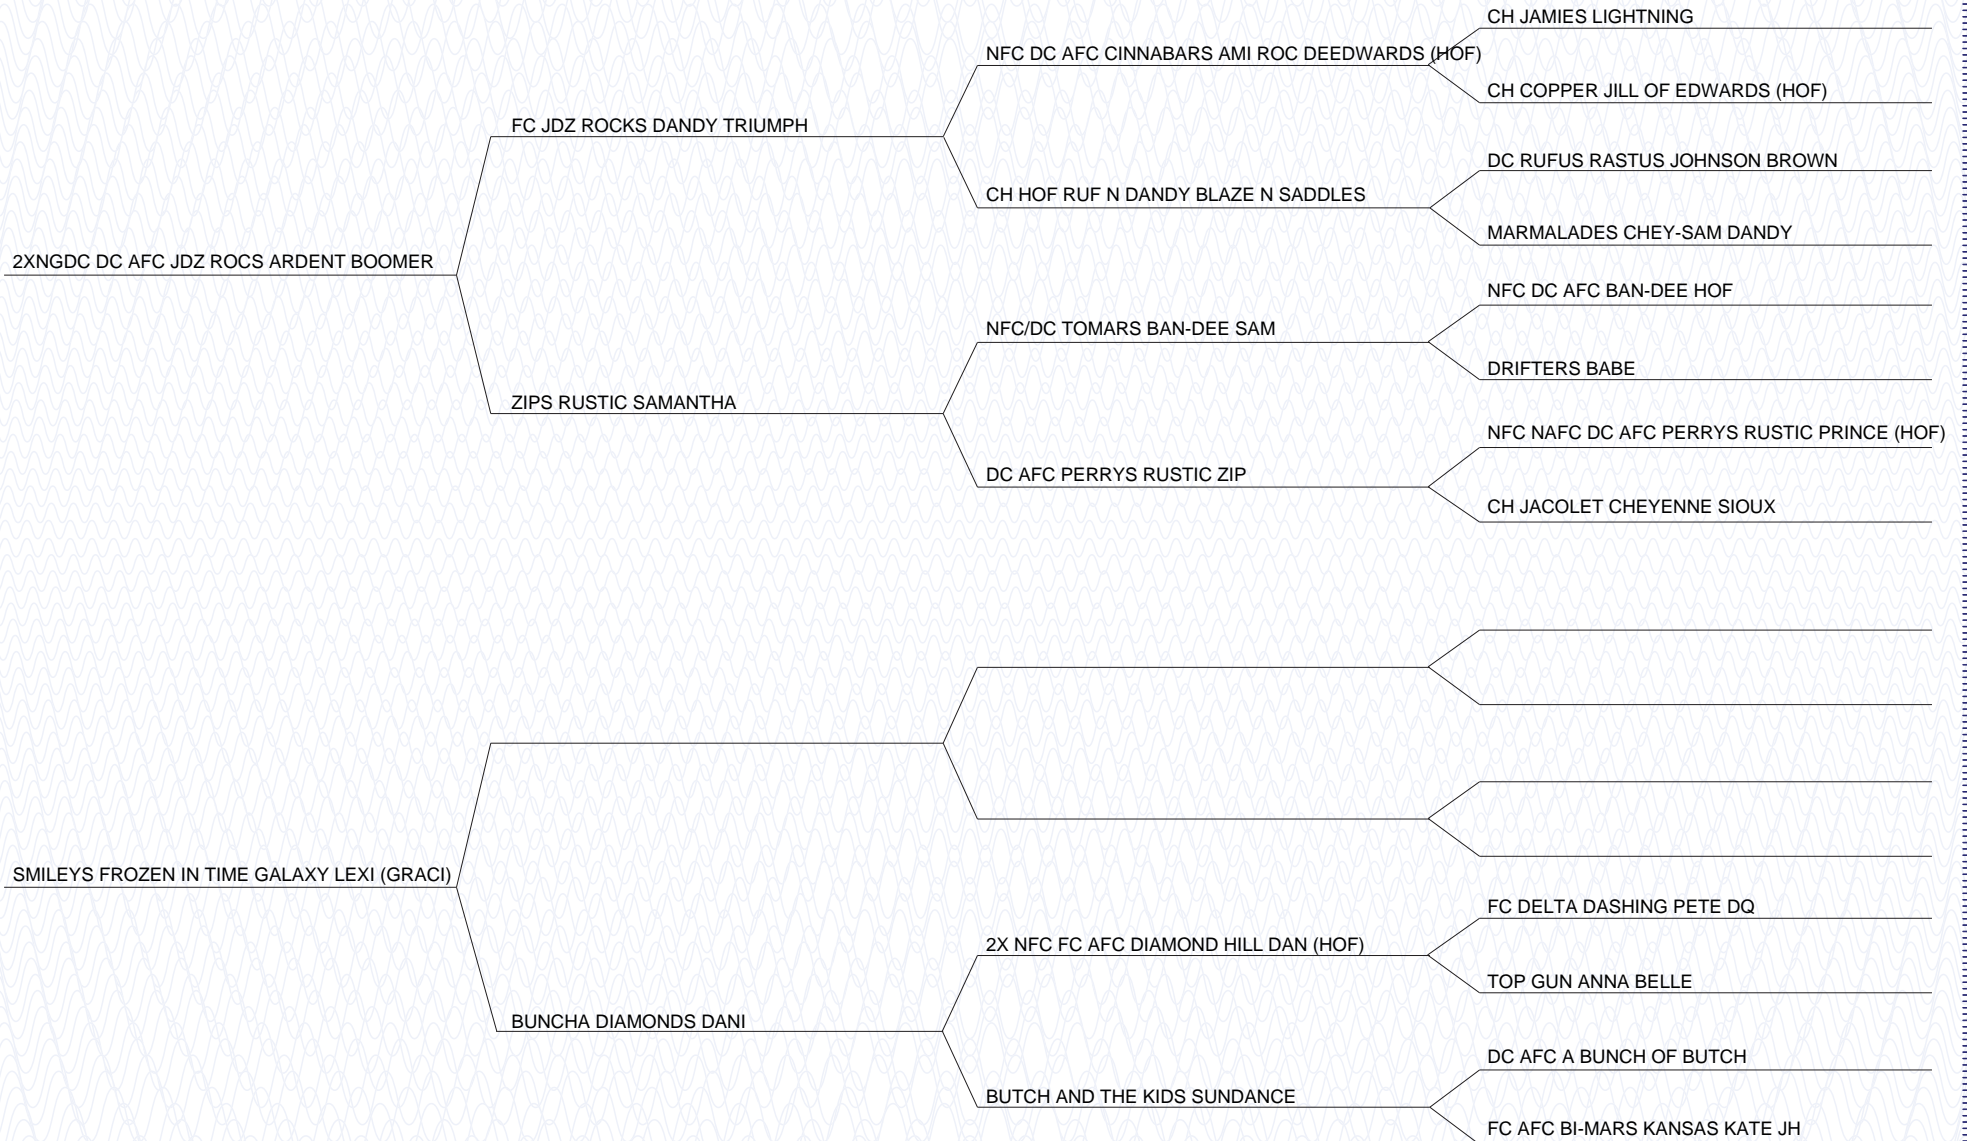 CH JAMIES LIGHTNING
NFC DC AFC CINNABARS AMI ROC DEEDWARDS (HOF)
CH COPPER JILL OF EDWARDS (HOF)
FC JDZ ROCKS DANDY TRIUMPH
DC RUFUS RASTUS JOHNSON BROWN
CH HOF RUF N DANDY BLAZE N SADDLES
MARMALADES CHEY-SAM DANDY
2XNGDC DC AFC JDZ ROCS ARDENT BOOMER
NFC DC AFC BAN-DEE HOF
NFC/DC TOMARS BAN-DEE SAM
DRIFTERS BABE
ZIPS RUSTIC SAMANTHA
NFC NAFC DC AFC PERRYS RUSTIC PRINCE (HOF)
DC AFC PERRYS RUSTIC ZIP
CH JACOLET CHEYENNE SIOUX
SMILEYS FROZEN IN TIME GALAXY LEXI (GRACI)
FC DELTA DASHING PETE DQ
2X NFC FC AFC DIAMOND HILL DAN (HOF)
TOP GUN ANNA BELLE
BUNCHA DIAMONDS DANI
DC AFC A BUNCH OF BUTCH
BUTCH AND THE KIDS SUNDANCE
FC AFC BI-MARS KANSAS KATE JH